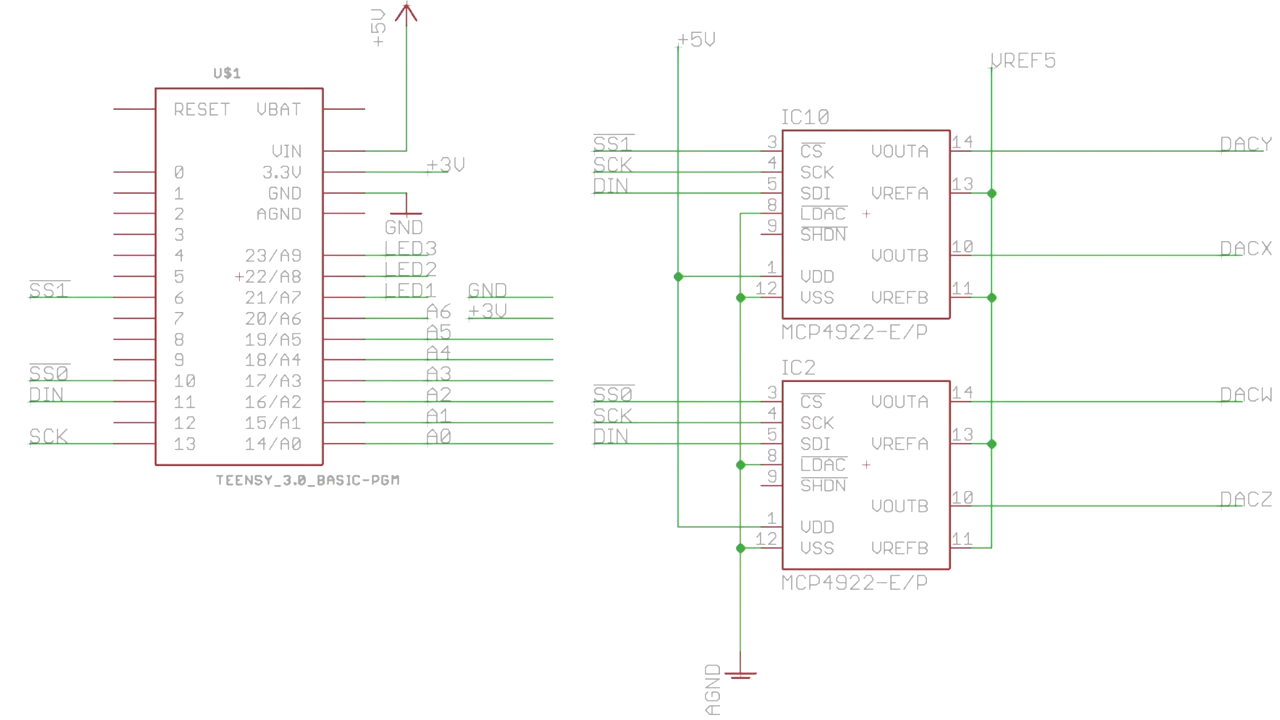 +5V
U$1
RESET VBAT
VIN
0 3.3V +3V
1 GND
2 AGND
GND
3
4 23/A9 LED3
5 +22/A8 LED2
SS1 6 21/A7 LED1 GND
7 20/A6 A6 +3V
8 19/A5 A5
9 18/A4 A4
SS0 10 17/A3 A3
DIN 11 16/A2 A2
12 15/A1 A1
SCK 13 14/A0 A0
TEENSY_3.0_BASIC-PGM
+5V
VREF5
IC10
SS1 3 CS VOUTA 14 DACY
SCK 4 SCK
DIN 5 SDI VREFA 13
8 LDAC +
9 SHDN
VOUTB 10 DACX
1 VDD
12 VSS VREFB 11
MCP4922-E/P
IC2
SS0 3 CS VOUTA 14 DACW
SCK 4 SCK
DIN 5 SDI VREFA 13
8 LDAC +
9 SHDN
VOUTB 10 DACZ
1 VDD
12 VSS VREFB 11
MCP4922-E/P
AGND